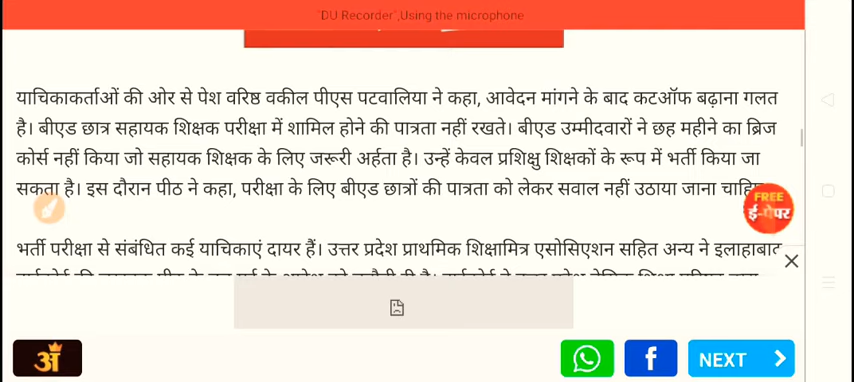 "DU Recorder",Using the microphone
याचिकाकर्ताओं की ओर से पेश वरिष्ठ वकील पीएस पटवालिया ने कहा, आवेदन मांगने के बाद कटऑफ बढ़ाना गलत
है। बीएड छात्र सहायक शिक्षक परीक्षा में शामिल होने की पात्रता नहीं रखते। बीएड उम्मीदवारों ने छह महीने का ब्रिज
कोर्स नहीं किया जो सहायक शिक्षक के लिए जरूरी अर्हता है। उन्हें केवल प्रशिक्षु शिक्षकों के रूप में भर्ती किया जा
सकता है। इस दौरान पीठ ने कहा, परीक्षा के लिए बीएड छात्रों की पात्रता को लेकर सवाल नहीं उठाया जाना
FREE
ई-पेपर
भर्ती परीक्षा से संबंधित कई याचिकाएं दायर हैं। उत्तर प्रदेश प्राथमिक शिक्षामित्र एसोसिएशन सहित अन्य ने इलाहाबाद
अ
f
NEXT